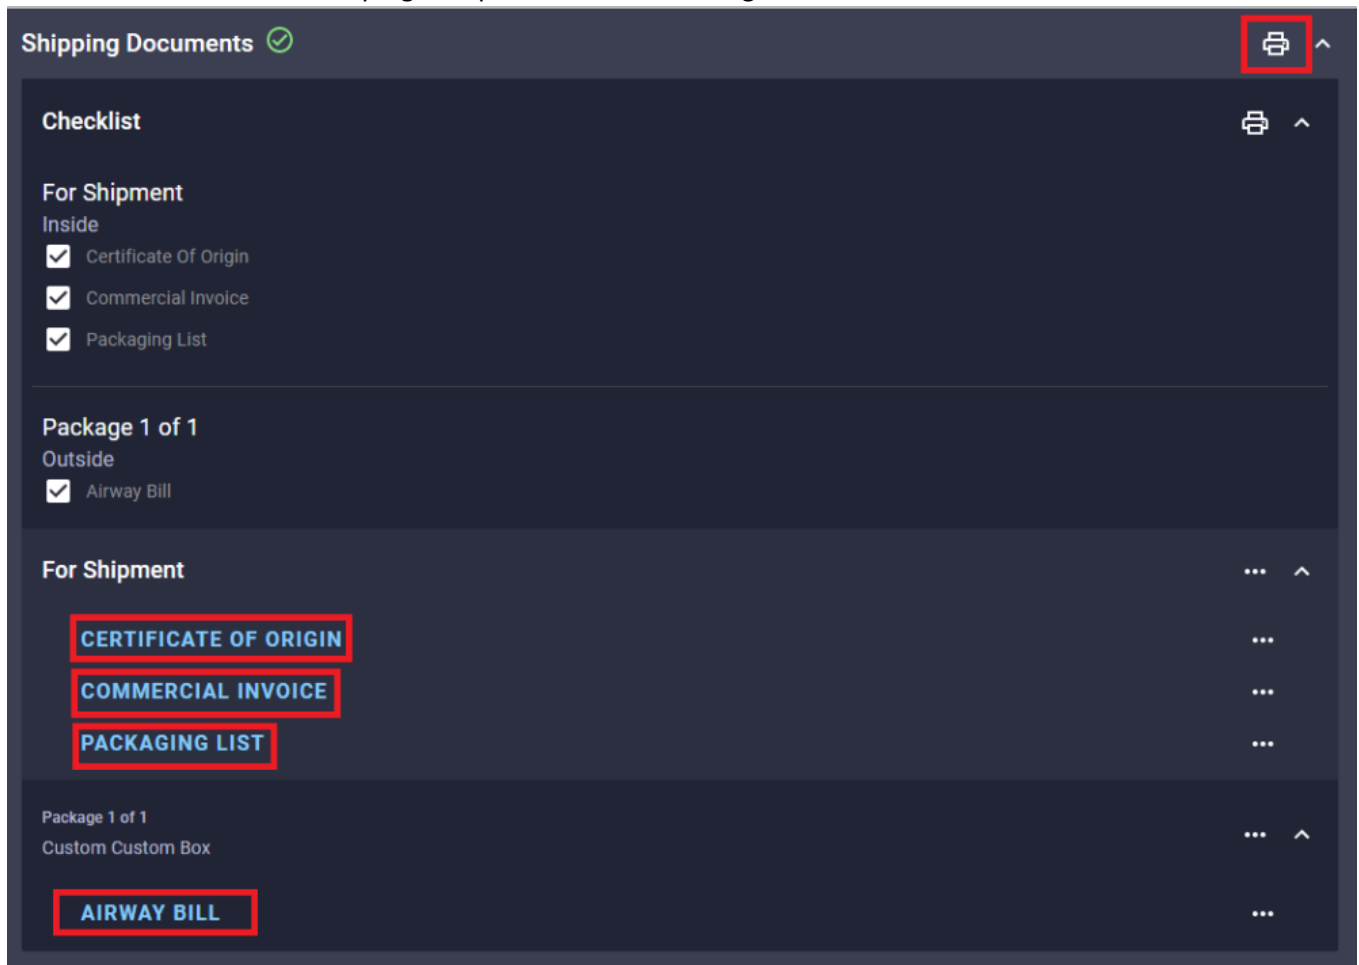 Shipping Documents
Checklist
For Shipment
Inside
Certificate Of Origin
Commercial Invoice
Packaging List
Package 1 of 1
Outside
Airway Bill
For Shipment
CERTIFICATE OF ORIGIN
COMMERCIAL INVOICE
PACKAGING LIST
Package 1 of 1
Custom Custom Box
AIRWAY BILL